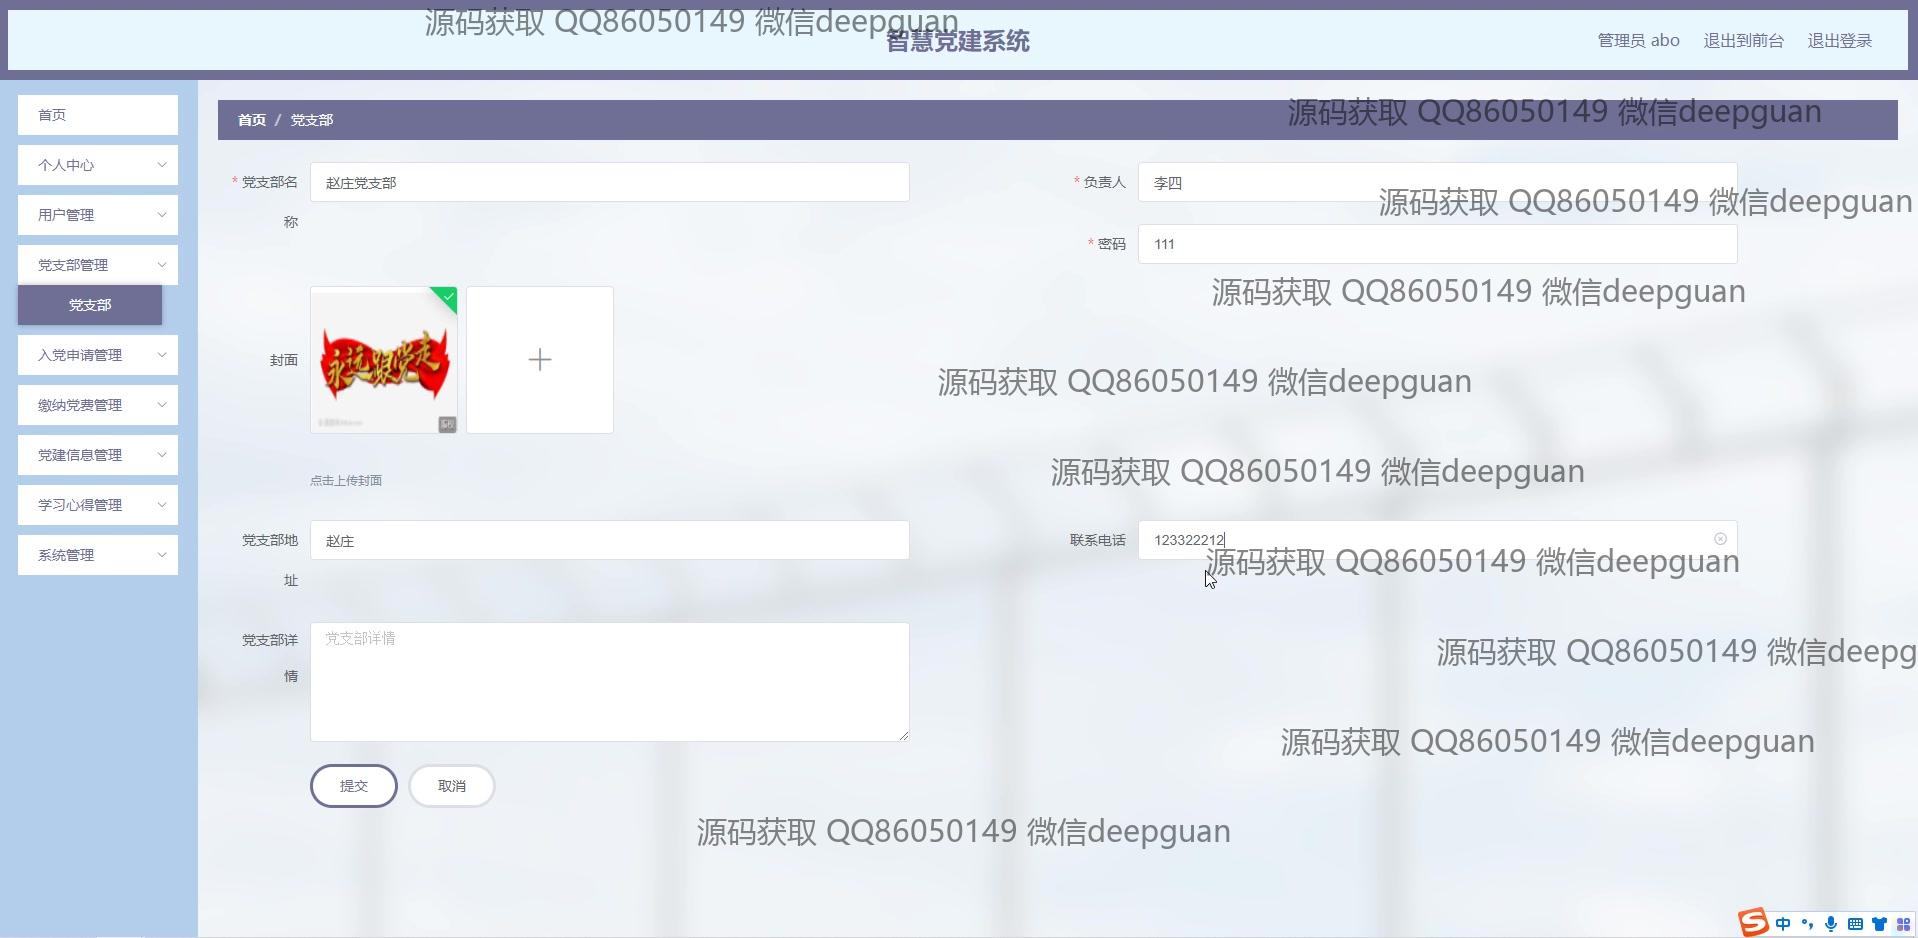 源码获取 QQ86050149 微信deepguan
智慧党建系统
管理员 abo 退出到前台 退出登录
首页
个人中心
用户管理
党支部管理
党支部
入党申请管理
缴纳党费管理
党建信息管理
学习心得管理
系统管理
首页 / 党支部
源码获取 QQ86050149 微信deepguan
* 党支部名称
赵庄党支部
* 负责人
李四
源码获取 QQ86050149 微信deepguan
* 密码
111
源码获取 QQ86050149 微信deepguan
封面
永远跟党走
源码获取 QQ86050149 微信deepguan
点击上传封面
源码获取 QQ86050149 微信deepguan
党支部地址
赵庄
联系电话
123322212
源码获取 QQ86050149 微信deepguan
党支部详情
党支部详情
源码获取 QQ86050149 微信deepg
源码获取 QQ86050149 微信deepguan
提交
取消
源码获取 QQ86050149 微信deepguan
S 中